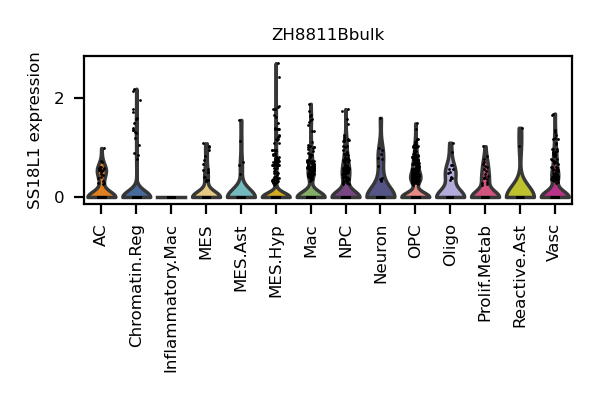 ZH8811Bbulk
SS18L1 expression
2
0
AC
Chromatin.Reg
Inflammatory.Mac
MES
MES.Ast
MES.Hyp
Mac
NPC
Neuron
OPC
Oligo
Prolif.Metab
Reactive.Ast
Vasc